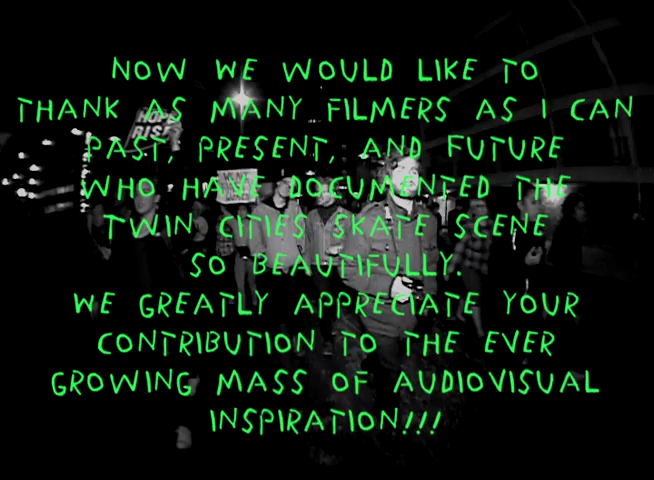 NOW WE WOULD LIKE TO
THANK AS MANY FILMERS AS I CAN
PAST, PRESENT, AND FUTURE
WHO HAVE DOCUMENTED THE
TWIN CITIES SKATE SCENE
SO BEAUTIFULLY.
WE GREATLY APPRECIATE YOUR
CONTRIBUTION TO THE EVER
GROWING MASS OF AUDIOVISUAL
INSPIRATION!!!
HOPE
RISE